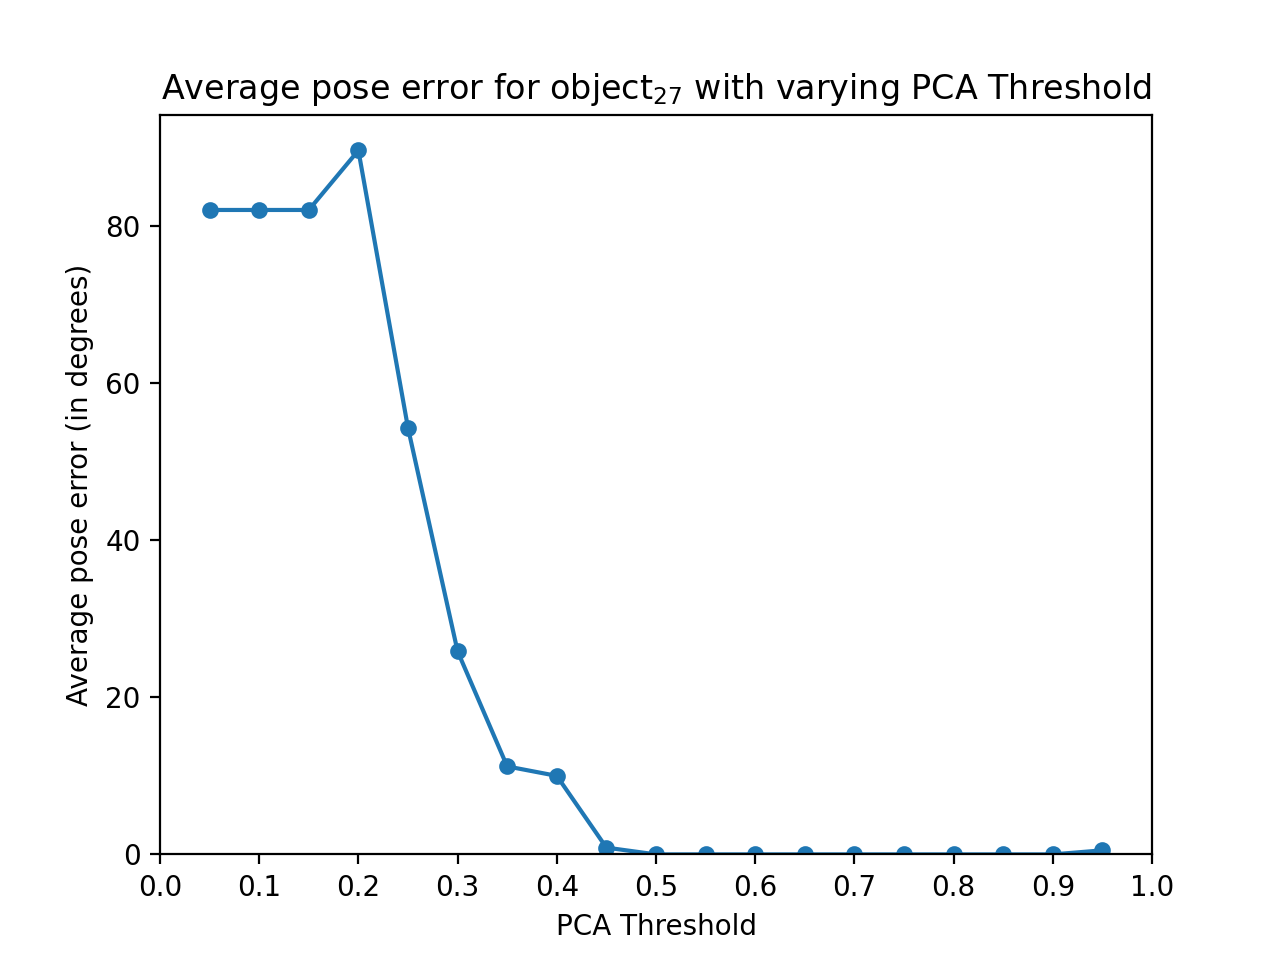 Average pose error for object₂₇ with varying PCA Threshold
Average pose error (in degrees)
80
60
40
20
0
0.0 0.1 0.2 0.3 0.4 0.5 0.6 0.7 0.8 0.9 1.0
PCA Threshold